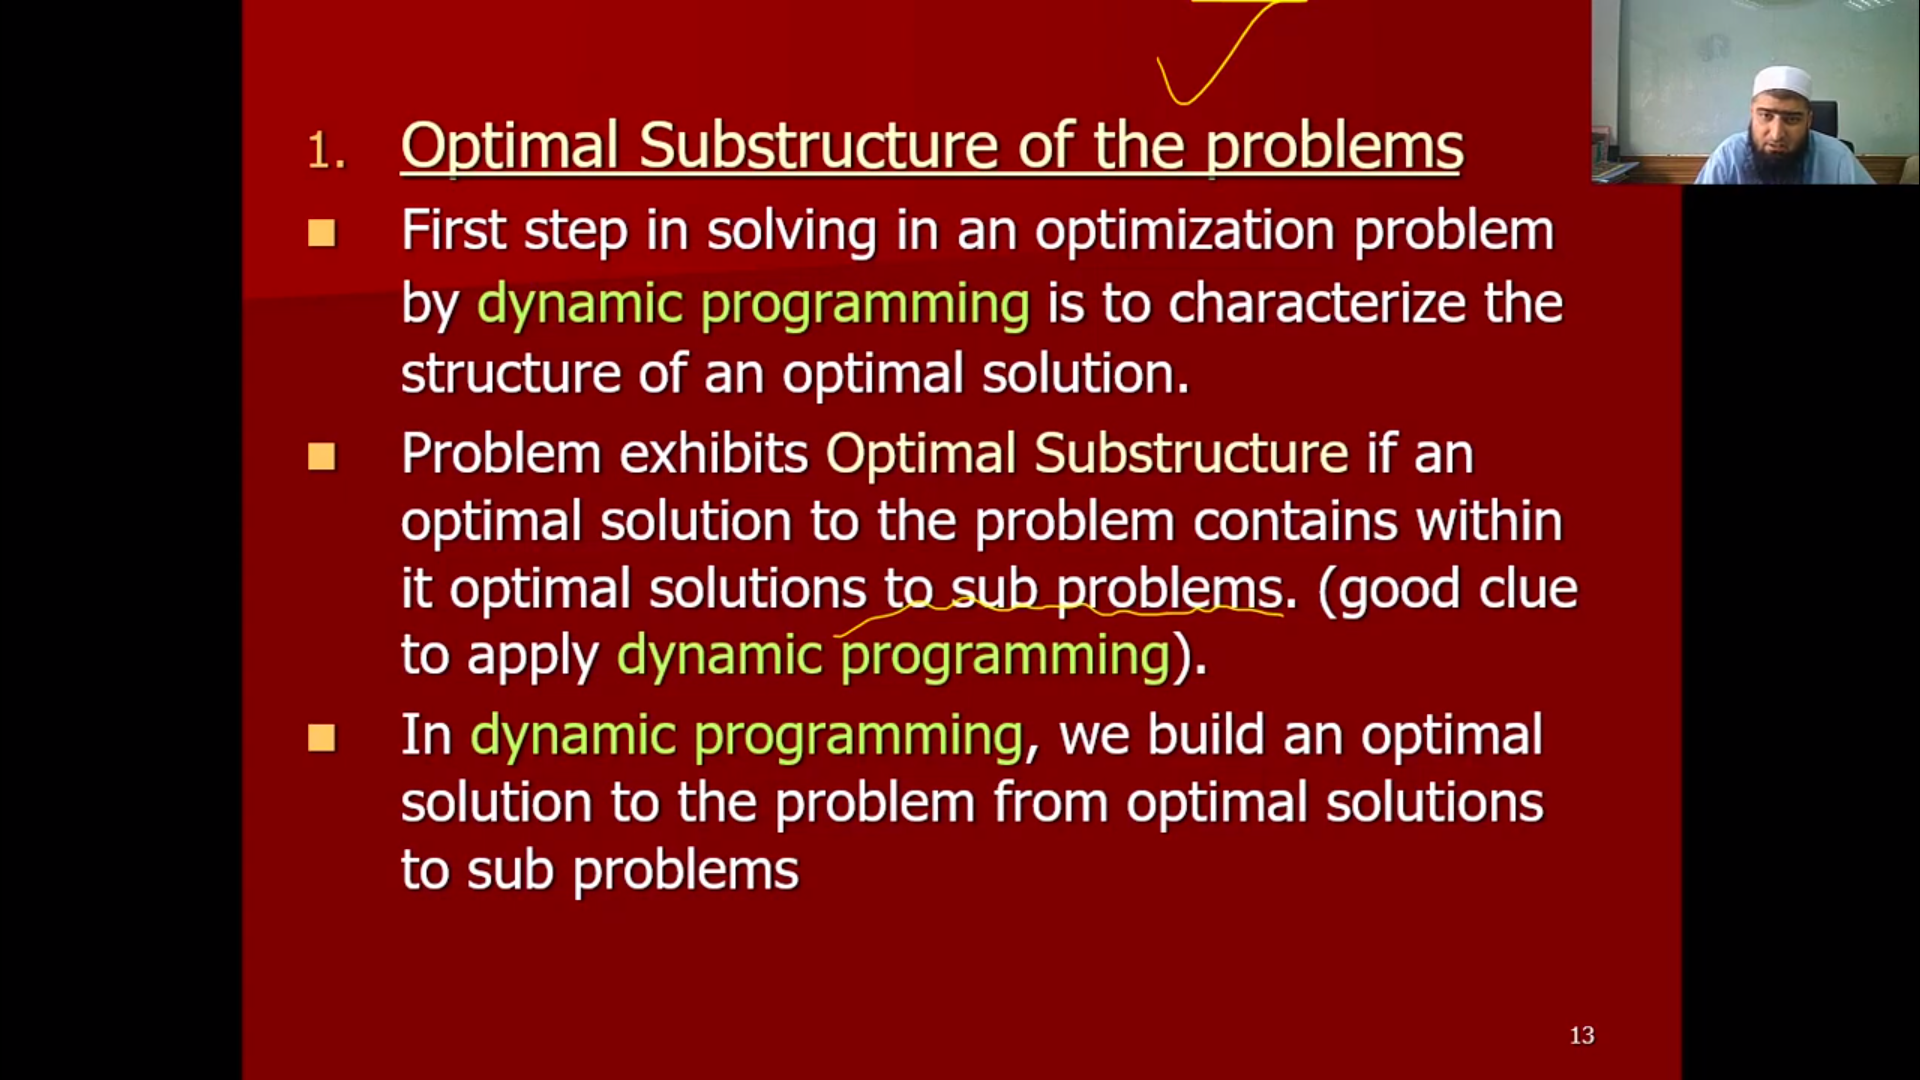 1. Optimal Substructure of the problems
■ First step in solving in an optimization problem
by dynamic programming is to characterize the
structure of an optimal solution.
■ Problem exhibits Optimal Substructure if an
optimal solution to the problem contains within
it optimal solutions to sub problems. (good clue
to apply dynamic programming).
■ In dynamic programming, we build an optimal
solution to the problem from optimal solutions
to sub problems
13